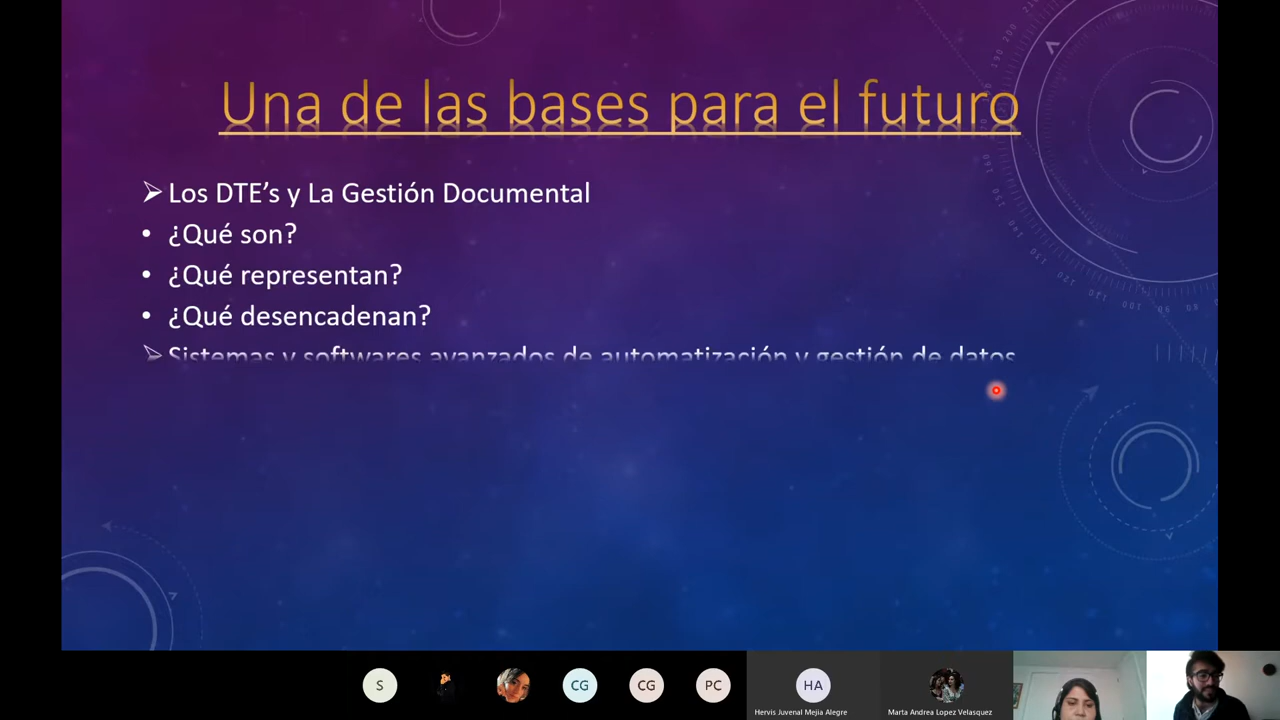 Una de las bases para el futuro
Los DTE's y La Gestión Documental
¿Qué son?
¿Qué representan?
¿Qué desencadenan?
Sistemas y softwares avanzados de automatización y gestión de datos
S
CG
CG
PC
HA
Hervis Juvenal Mejia Alegre
Marta Andrea Lopez Velasquez